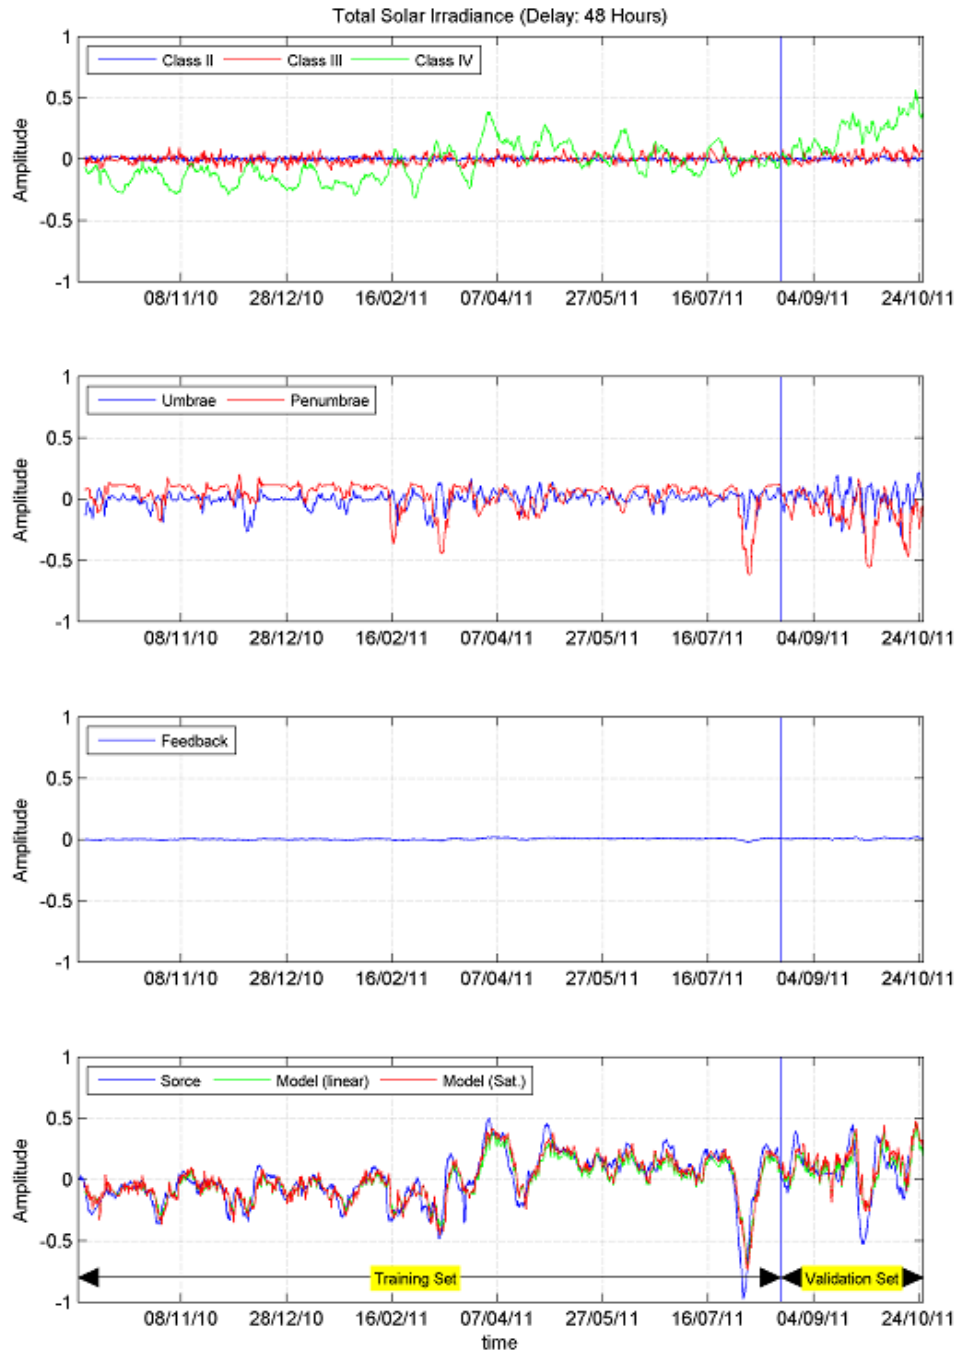 Total Solar Irradiance (Delay: 48 Hours)
Class II Class III Class IV
1
0.5
0
-0.5
-1
Amplitude
08/11/10 28/12/10 16/02/11 07/04/11 27/05/11 16/07/11 04/09/11 24/10/11
Umbrae Penumbrae
1
0.5
0
-0.5
-1
Amplitude
08/11/10 28/12/10 16/02/11 07/04/11 27/05/11 16/07/11 04/09/11 24/10/11
Feedback
1
0.5
0
-0.5
-1
Amplitude
08/11/10 28/12/10 16/02/11 07/04/11 27/05/11 16/07/11 04/09/11 24/10/11
Sorce Model (linear) Model (Sat.)
1
0.5
0
-0.5
-1
Amplitude
Training Set Validation Set
08/11/10 28/12/10 16/02/11 07/04/11 27/05/11 16/07/11 04/09/11 24/10/11
time